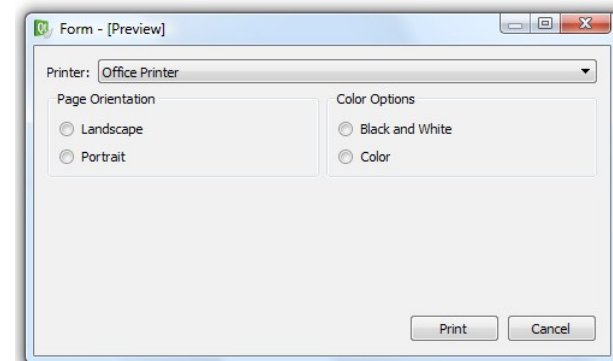 Form - [Preview]
Printer: Office Printer
Page Orientation
Color Options
Landscape
Black and White
Portrait
Color
Print
Cancel